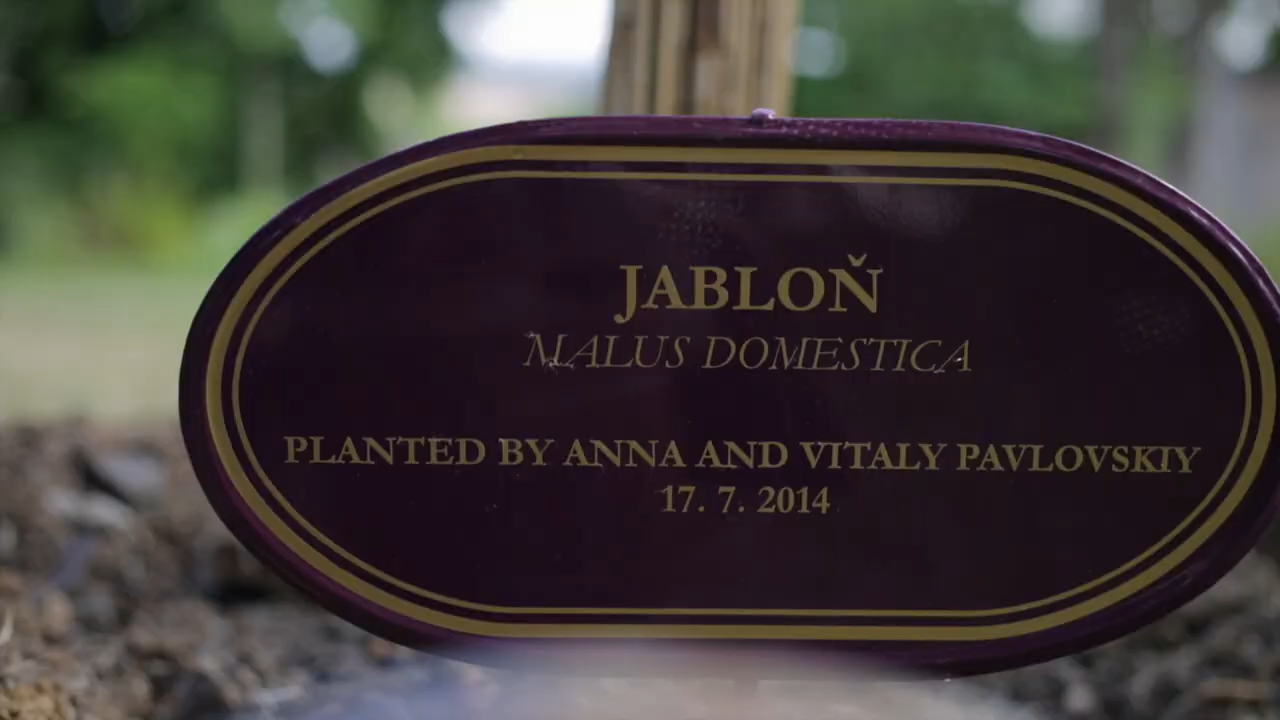 JABLOŇ
MALUS DOMESTICA
PLANTED BY ANNA AND VITALY PAVLOVSKIY
17. 7. 2014